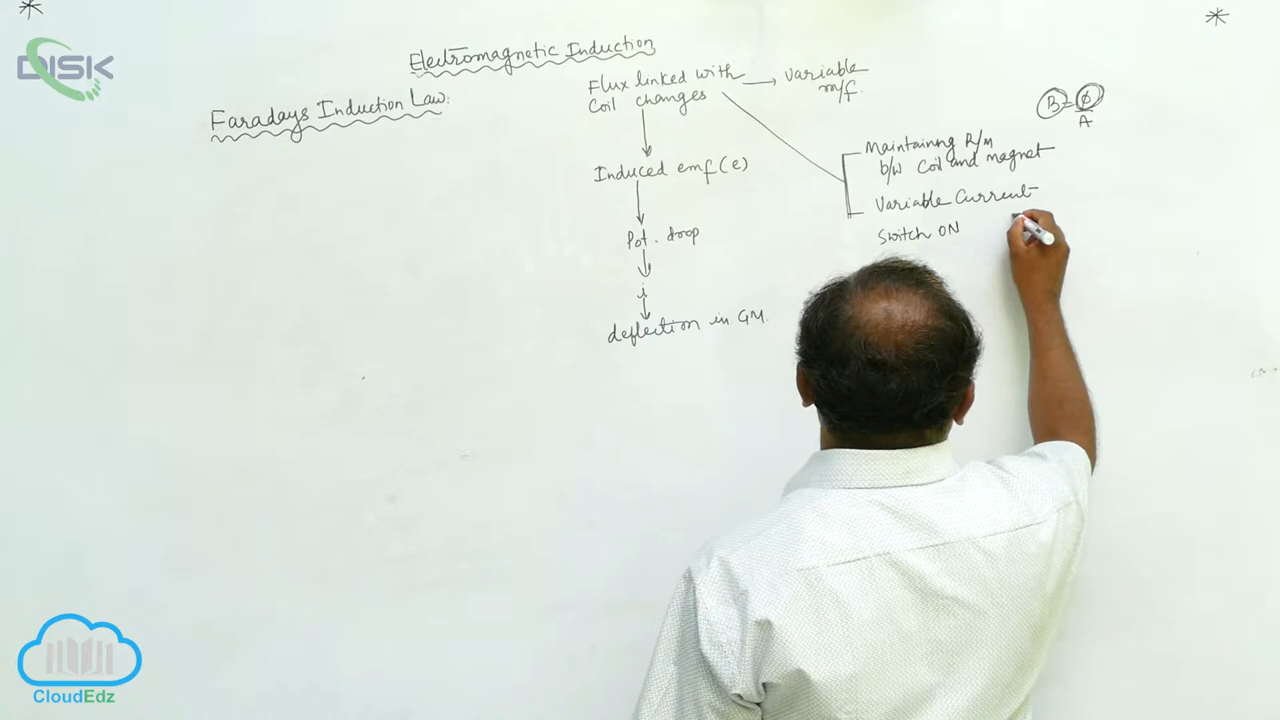 DISK
Electromagnetic Induction
Faradays Induction Law.
Flux linked with
Coil changes
variable
m/f.
B = φ
A
Induced emf (e)
Pot. drop
i
deflection in GM.
Maintaining R/M
b/w Coil and magnet
Variable Current
Switch ON
CloudEdz